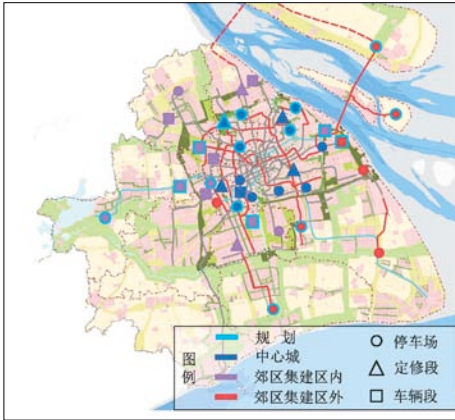 图例
规 划
中心城
郊区集建区内
郊区集建区外
停车场
定修段
车辆段